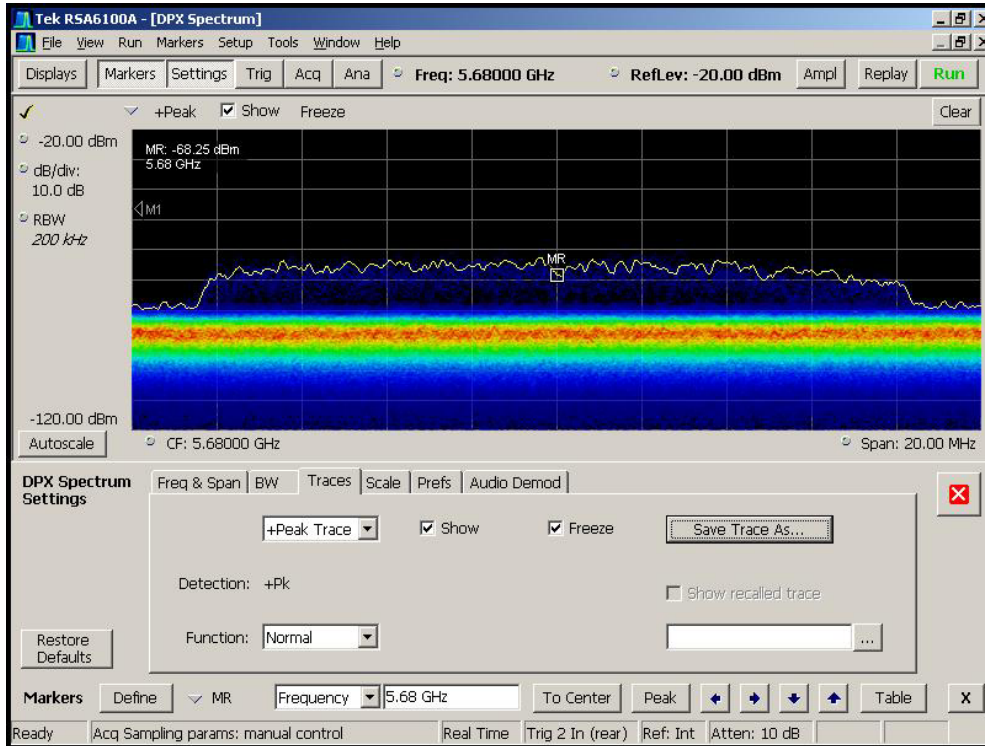 Tek RSA6100A - [DPX Spectrum]
File View Run Markers Setup Tools Window Help
Displays Markers Settings Trig Acq Ana Freq: 5.68000 GHz RefLev: -20.00 dBm Ampl Replay Run
+Peak Show Freeze Clear
-20.00 dBm
dB/div:
10.0 dB
RBW
200 kHz
MR: -68.25 dBm
5.68 GHz
M1
MR
-120.00 dBm
Autoscale CF: 5.68000 GHz Span: 20.00 MHz
DPX Spectrum
Settings
Freq & Span BW Traces Scale Prefs Audio Demod
+Peak Trace Show Freeze Save Trace As...
Detection: +Pk
Show recalled trace
Function: Normal ...
Restore
Defaults
Markers Define MR Frequency 5.68 GHz To Center Peak Table X
Ready Acq Sampling params: manual control Real Time Trig 2 In (rear) Ref: Int Atten: 10 dB